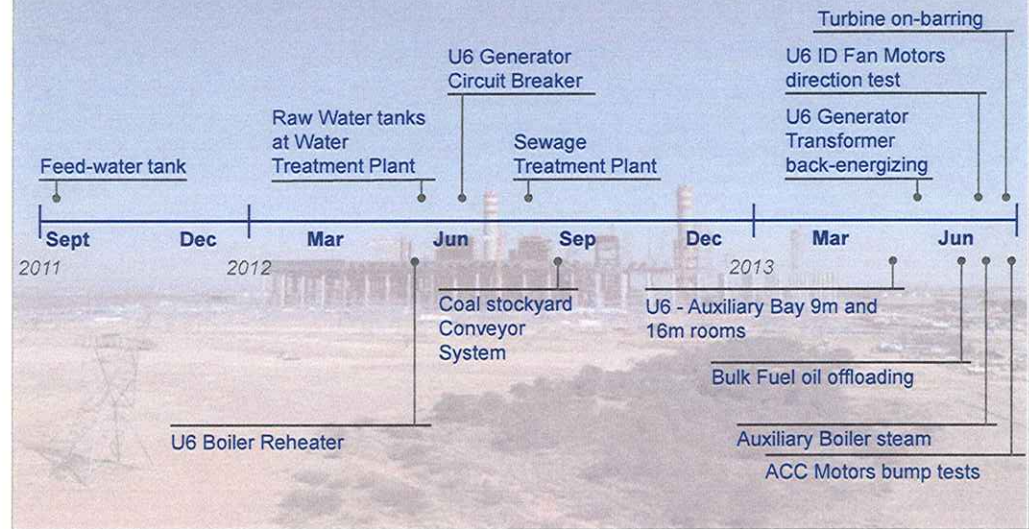 Turbine on-barring
U6 Generator
Circuit Breaker
U6 ID Fan Motors
direction test
Raw Water tanks
at Water
Treatment Plant
U6 Generator
Transformer
back-energizing
Sewage
Treatment Plant
Feed-water tank
Sept Dec Mar Jun Sep Dec Mar Jun
2011 2012 2013
Coal stockyard
Conveyor
System
U6 - Auxiliary Bay 9m and
16m rooms
Bulk Fuel oil offloading
U6 Boiler Reheater
Auxiliary Boiler steam
ACC Motors bump tests